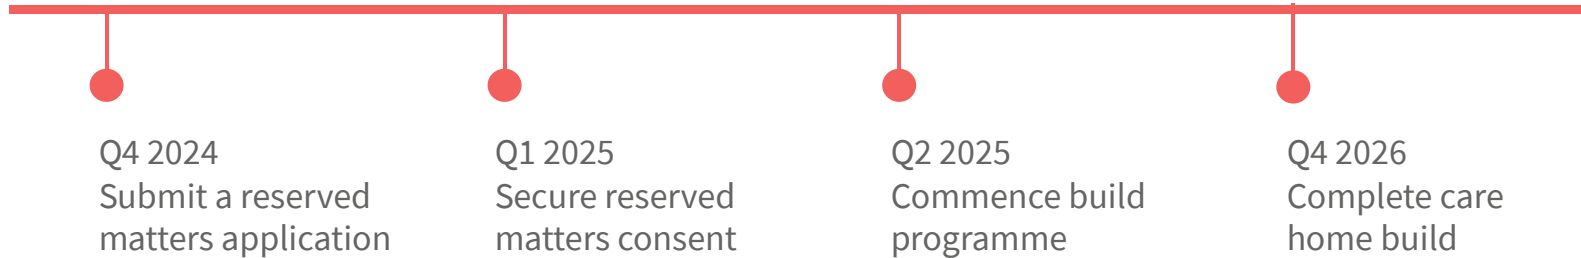 Q4 2024
Submit a reserved
matters application
Q1 2025
Secure reserved
matters consent
Q2 2025
Commence build
programme
Q4 2026
Complete care
home build